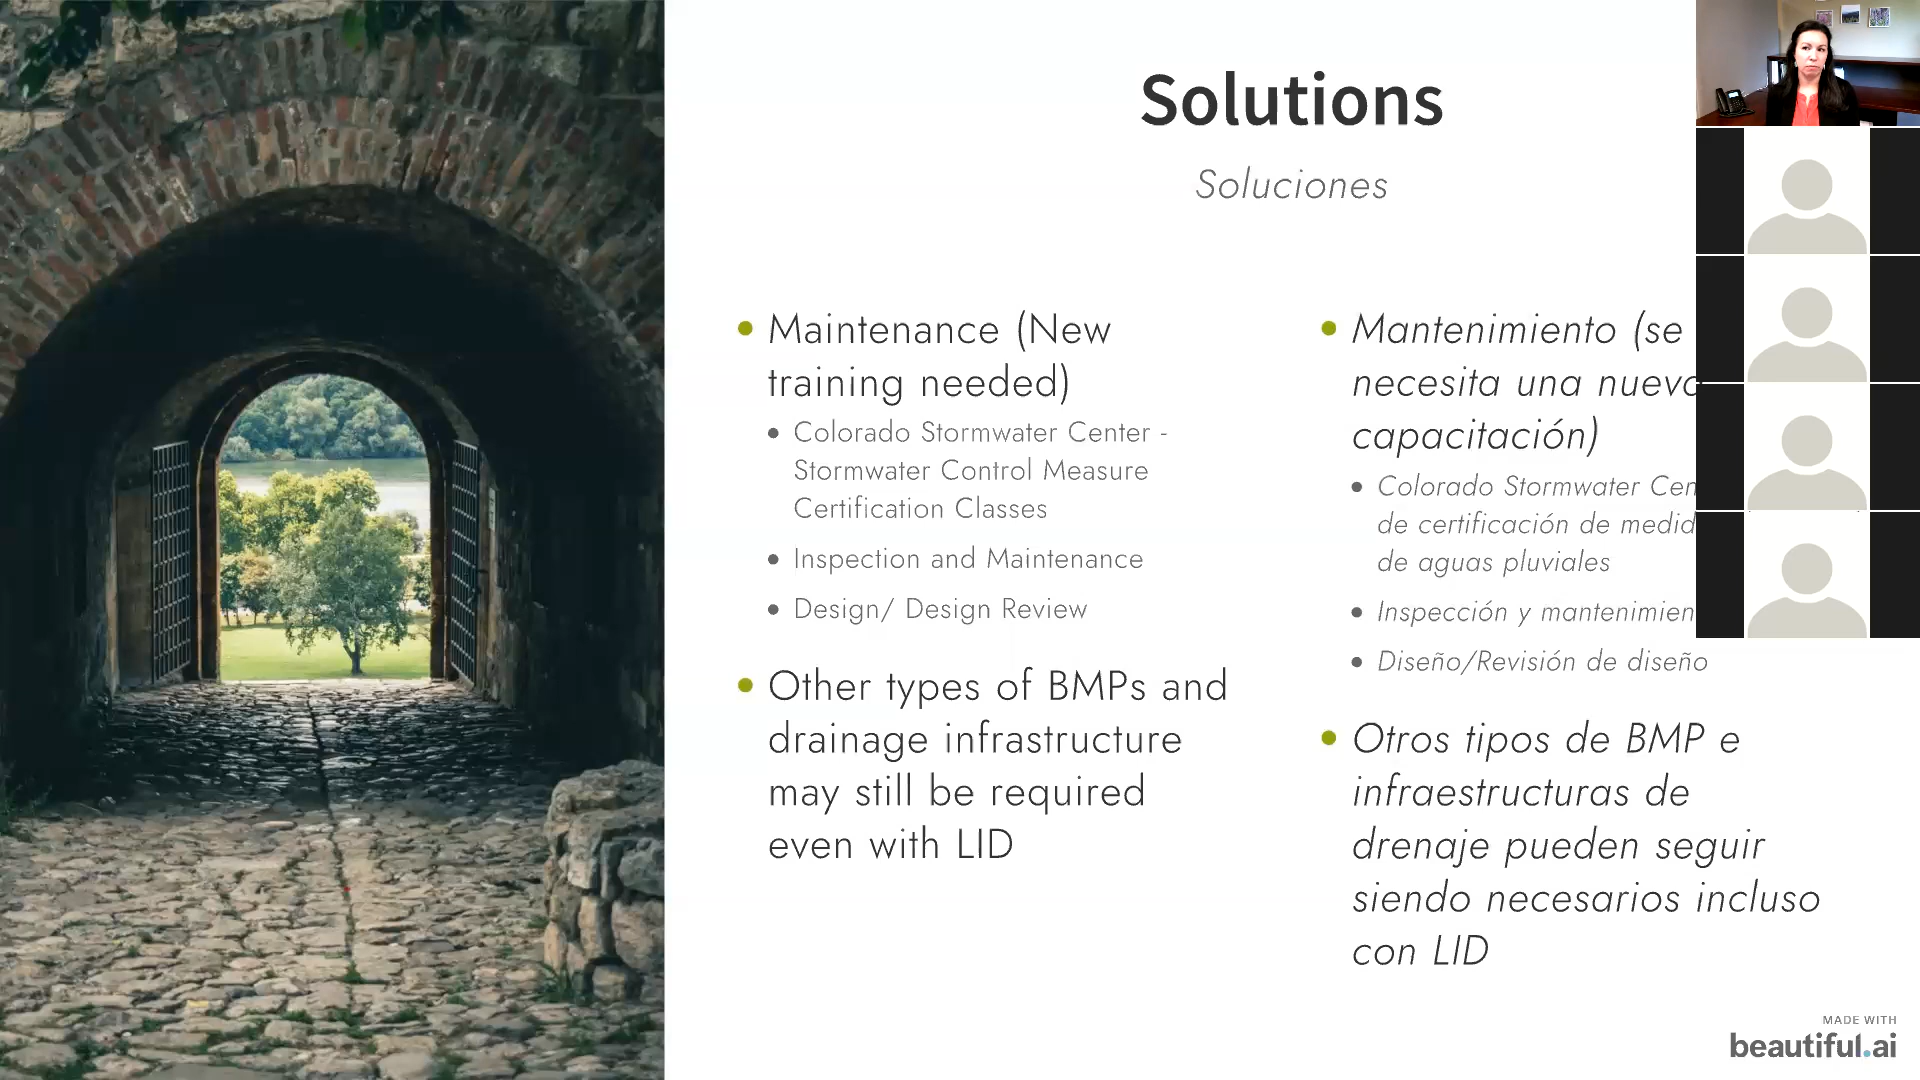 Solutions
Soluciones
• Maintenance (New
training needed)
• Colorado Stormwater Center -
Stormwater Control Measure
Certification Classes
• Inspection and Maintenance
• Design/ Design Review
• Other types of BMPs and
drainage infrastructure
may still be required
even with LID
• Mantenimiento (se
necesita una nueva
capacitación)
• Colorado Stormwater Cen
de certificación de medid
de aguas pluviales
• Inspección y mantenimien
• Diseño/Revisión de diseño
• Otros tipos de BMP e
infraestructuras de
drenaje pueden seguir
siendo necesarios incluso
con LID
MADE WITH
beautiful.ai